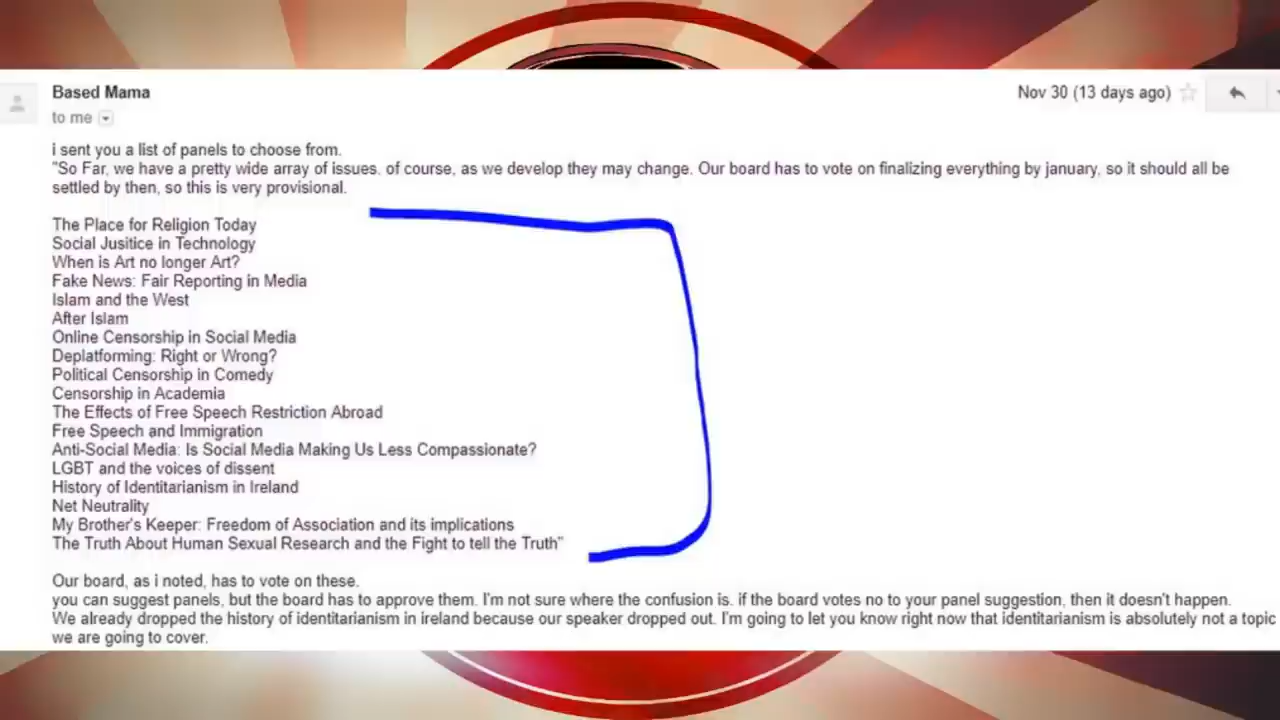 Based Mama
Nov 30 (13 days ago)
to me
i sent you a list of panels to choose from.
"So Far, we have a pretty wide array of issues. of course, as we develop they may change. Our board has to vote on finalizing everything by january, so it should all be
settled by then, so this is very provisional.
The Place for Religion Today
Social Jusitice in Technology
When is Art no longer Art?
Fake News: Fair Reporting in Media
Islam and the West
After Islam
Online Censorship in Social Media
Deplatforming: Right or Wrong?
Political Censorship in Comedy
Censorship in Academia
The Effects of Free Speech Restriction Abroad
Free Speech and Immigration
Anti-Social Media: Is Social Media Making Us Less Compassionate?
LGBT and the voices of dissent
History of Identitarianism in Ireland
Net Neutrality
My Brother's Keeper: Freedom of Association and its implications
The Truth About Human Sexual Research and the Fight to tell the Truth"
Our board, as i noted, has to vote on these.
you can suggest panels, but the board has to approve them. I'm not sure where the confusion is. if the board votes no to your panel suggestion, then it doesn't happen.
We already dropped the history of identitarianism in ireland because our speaker dropped out. I'm going to let you know right now that identitarianism is absolutely not a topic
we are going to cover.